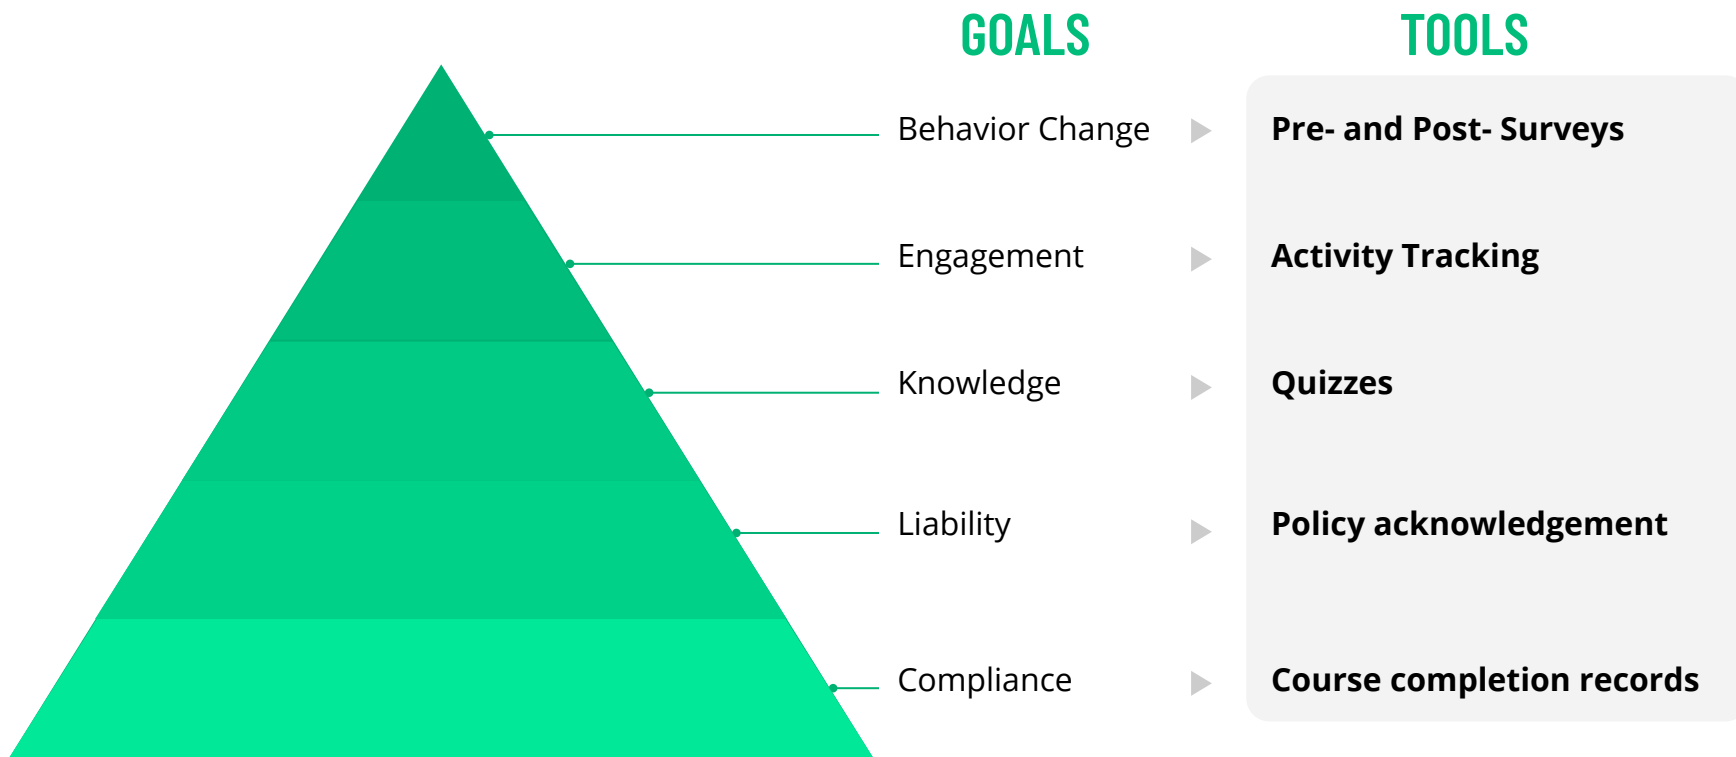 GOALS TOOLS
Behavior Change Pre- and Post- Surveys
Engagement Activity Tracking
Knowledge Quizzes
Liability Policy acknowledgement
Compliance Course completion records